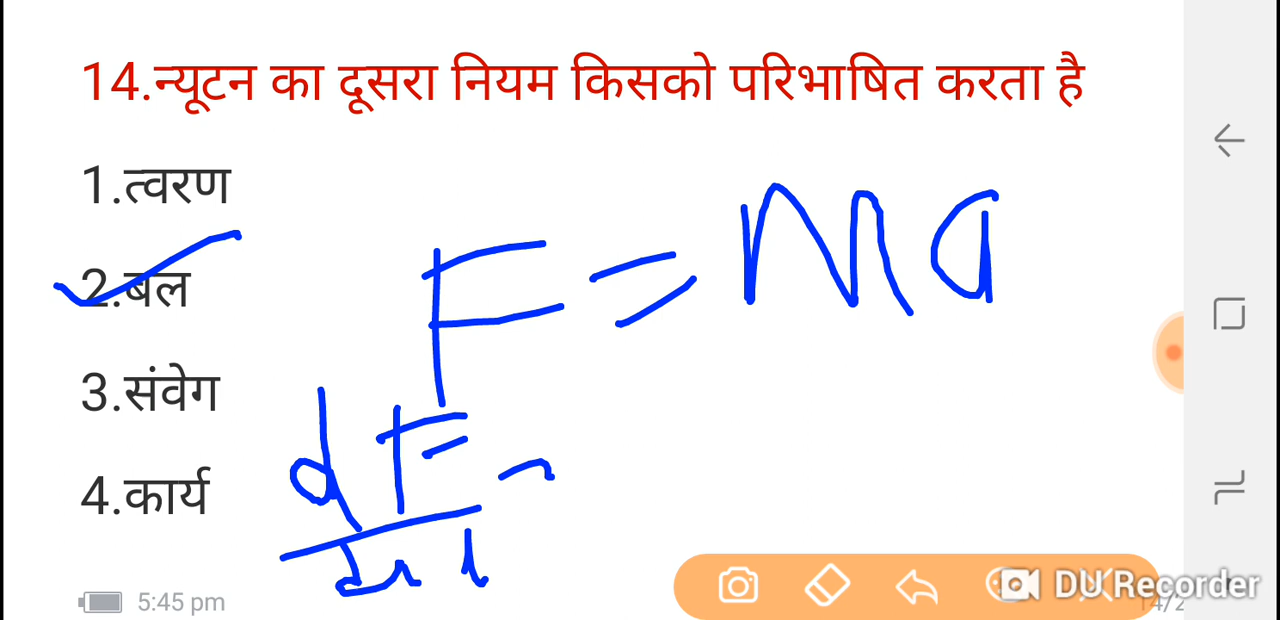 14.न्यूटन का दूसरा नियम किसको परिभाषित करता है
1.त्वरण
2.बल
F = Ma
3.संवेग
4.कार्य
5:45 pm
DU Recorder